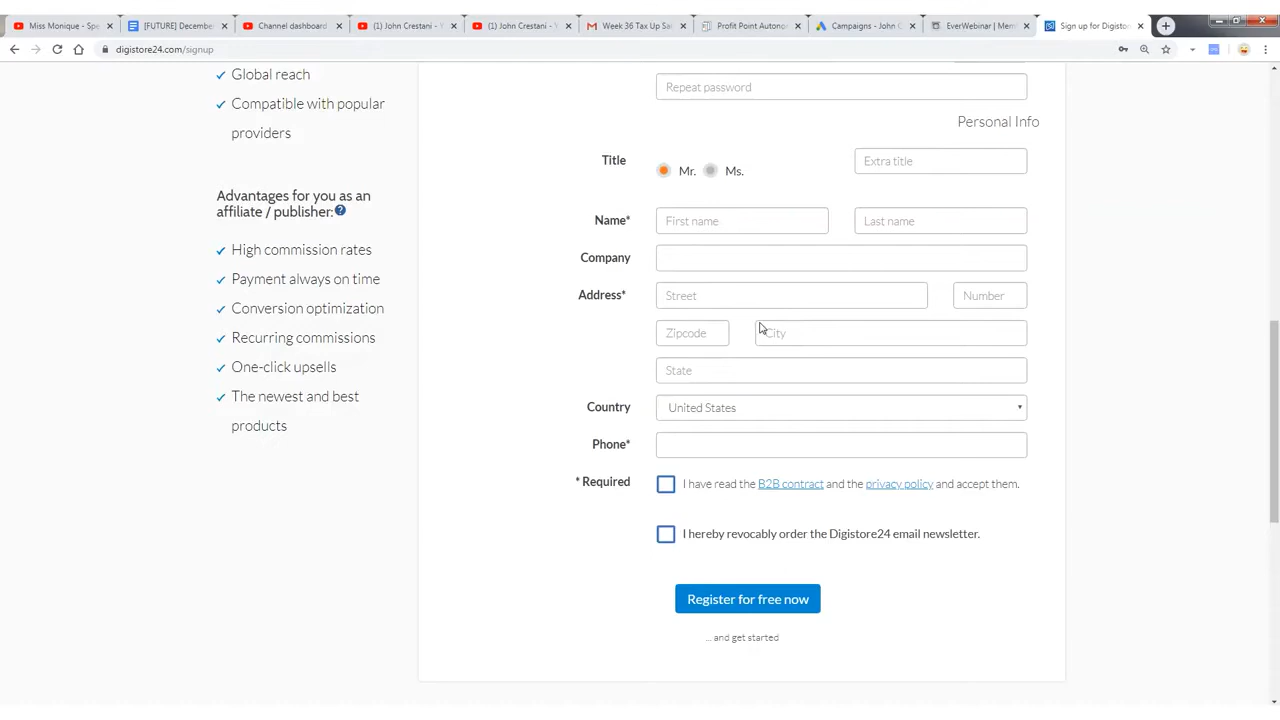 Miss Monique - Spe
[FUTURE] Decembe
Channel dashboard
(1) John Crestani - Y
(1) John Crestani - Y
Week 36 Tax Up Sal
Profit Point Autono
Campaigns - John C
EverWebinar | Mem
Sign up for Digistor
digistore24.com/signup
Global reach
Compatible with popular
providers
Advantages for you as an
affiliate / publisher:
High commission rates
Payment always on time
Conversion optimization
Recurring commissions
One-click upsells
The newest and best
products
Repeat password
Personal Info
Title
Mr.
Ms.
Extra title
Name*
First name
Last name
Company
Address*
Street
Number
Zipcode
City
State
Country
United States
Phone*
* Required
I have read the B2B contract and the privacy policy and accept them.
I hereby revocably order the Digistore24 email newsletter.
Register for free now
... and get started